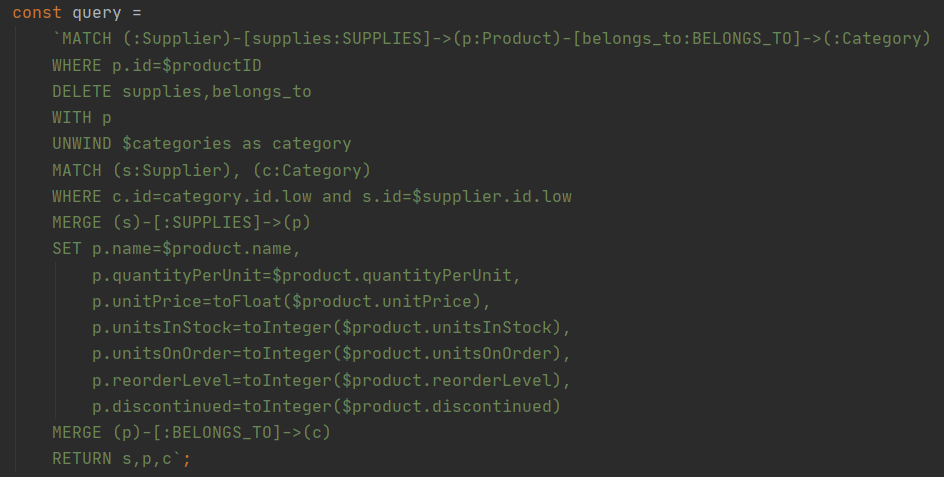 const query =
`MATCH (:Supplier)-[supplies:SUPPLIES]->(p:Product)-[belongs_to:BELONGS_TO]->(:Category)
WHERE p.id=$productID
DELETE supplies,belongs_to
WITH p
UNWIND $categories as category
MATCH (s:Supplier), (c:Category)
WHERE c.id=category.id.low and s.id=$supplier.id.low
MERGE (s)-[:SUPPLIES]->(p)
SET p.name=$product.name,
p.quantityPerUnit=$product.quantityPerUnit,
p.unitPrice=toFloat($product.unitPrice),
p.unitsInStock=toInteger($product.unitsInStock),
p.unitsOnOrder=toInteger($product.unitsOnOrder),
p.reorderLevel=toInteger($product.reorderLevel),
p.discontinued=toInteger($product.discontinued)
MERGE (p)-[:BELONGS_TO]->(c)
RETURN s,p,c`;